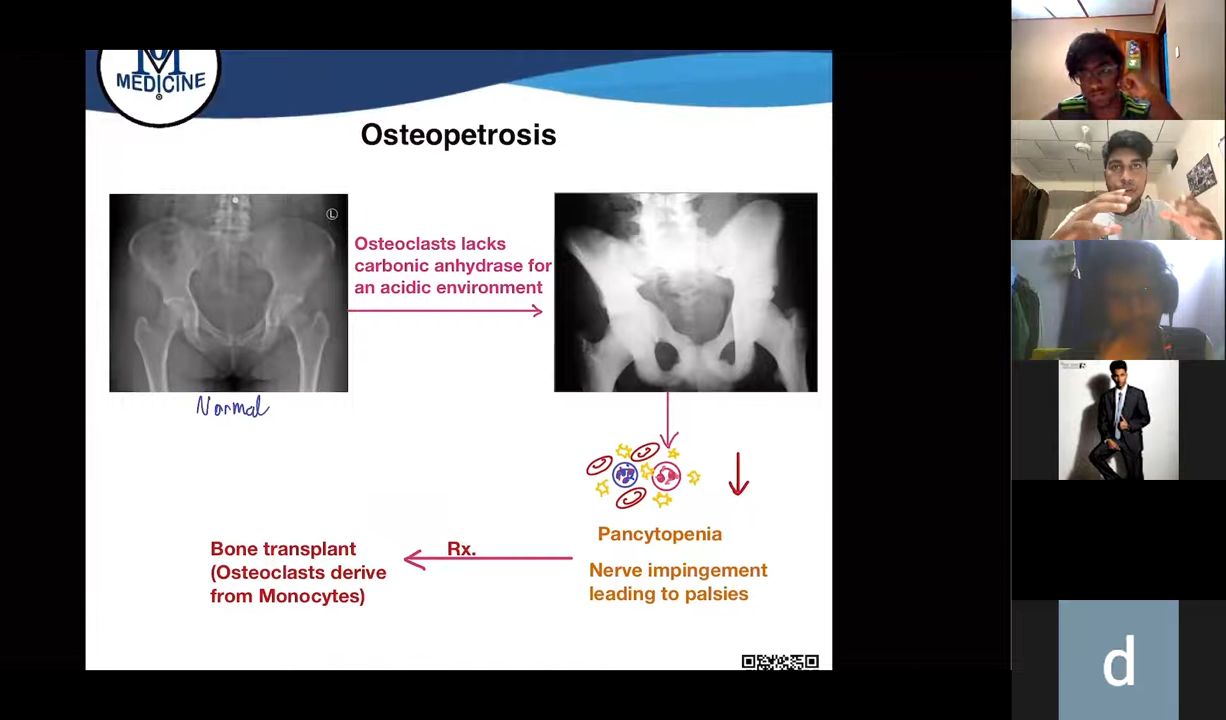 MEDICINE
Osteopetrosis
L
Osteoclasts lacks
carbonic anhydrase for
an acidic environment
Normal
Pancytopenia
Nerve impingement
leading to palsies
Rx.
Bone transplant
(Osteoclasts derive
from Monocytes)
d